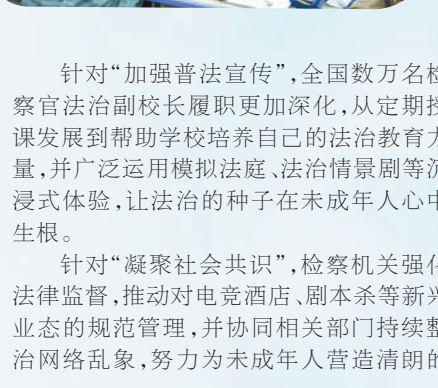 针对“加强普法宣传”,全国数万名检
察官法治副校长履职更加深化,从定期授
课发展到帮助学校培养自己的法治教育力
量,并广泛运用模拟法庭、法治情景剧等沉
浸式体验,让法治的种子在未成年人心中
生根。
针对“凝聚社会共识”,检察机关强化
法律监督,推动对电竞酒店、剧本杀等新兴
业态的规范管理,并协同相关部门持续整
治网络乱象,努力为未成年人营造清朗的